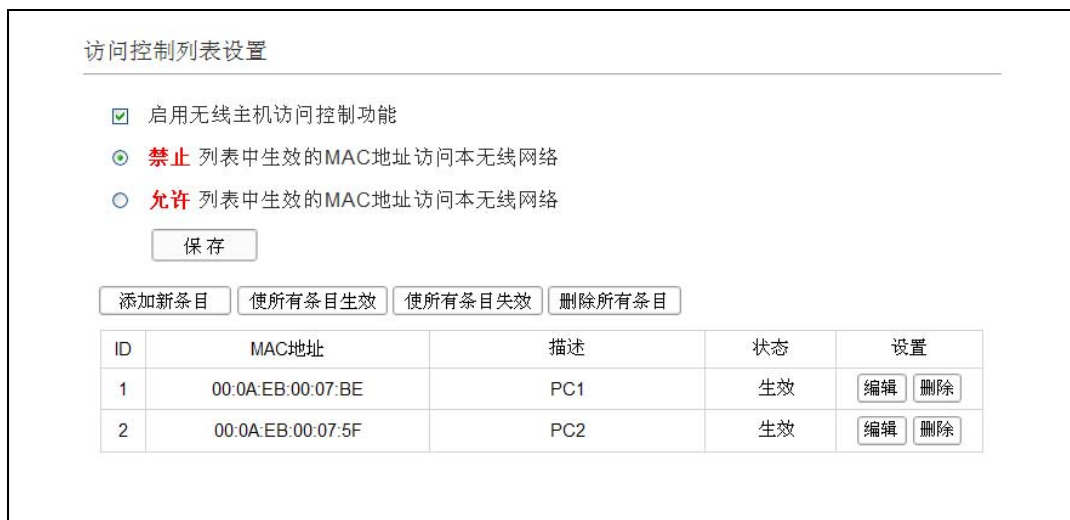 访问控制列表设置
启用无线主机访问控制功能
禁止 列表中生效的MAC地址访问本无线网络
允许 列表中生效的MAC地址访问本无线网络
保存
添加新条目 使所有条目生效 使所有条目失效 删除所有条目
ID MAC地址 描述 状态 设置
1 00:0A:EB:00:07:BE PC1 生效 编辑 删除
2 00:0A:EB:00:07:5F PC2 生效 编辑 删除